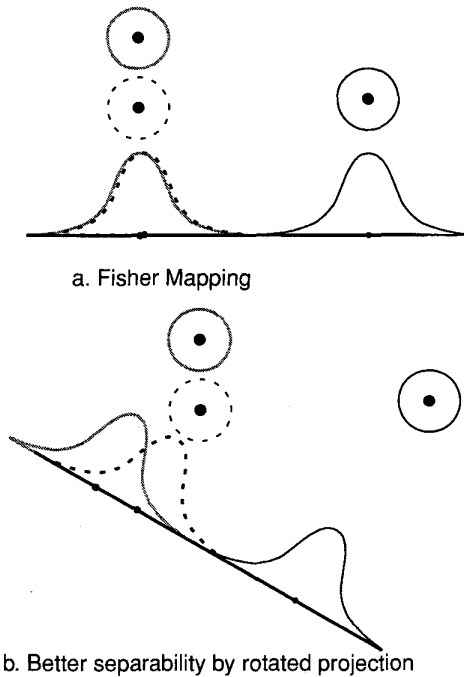 a. Fisher Mapping
b. Better separability by rotated projection